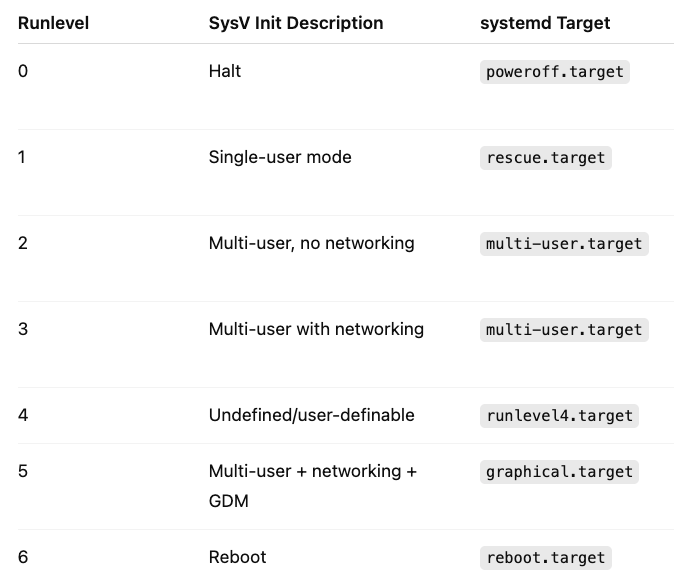 Runlevel SysV Init Description systemd Target
0 Halt poweroff.target
1 Single-user mode rescue.target
2 Multi-user, no networking multi-user.target
3 Multi-user with networking multi-user.target
4 Undefined/user-definable runlevel4.target
5 Multi-user + networking + graphical.target
GDM
6 Reboot reboot.target